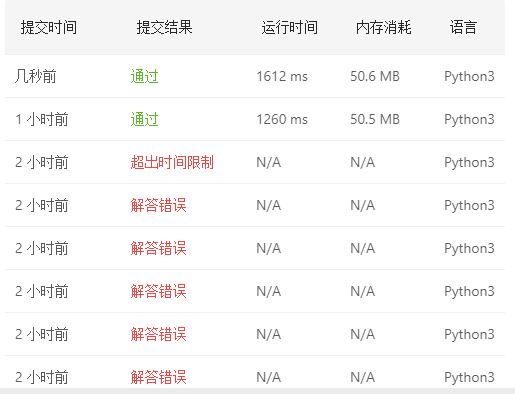 提交时间 提交结果 运行时间 内存消耗 语言
几秒前 通过 1612 ms 50.6 MB Python3
1 小时前 通过 1260 ms 50.5 MB Python3
2 小时前 超出时间限制 N/A N/A Python3
2 小时前 解答错误 N/A N/A Python3
2 小时前 解答错误 N/A N/A Python3
2 小时前 解答错误 N/A N/A Python3
2 小时前 解答错误 N/A N/A Python3
2 小时前 解答错误 N/A N/A Python3